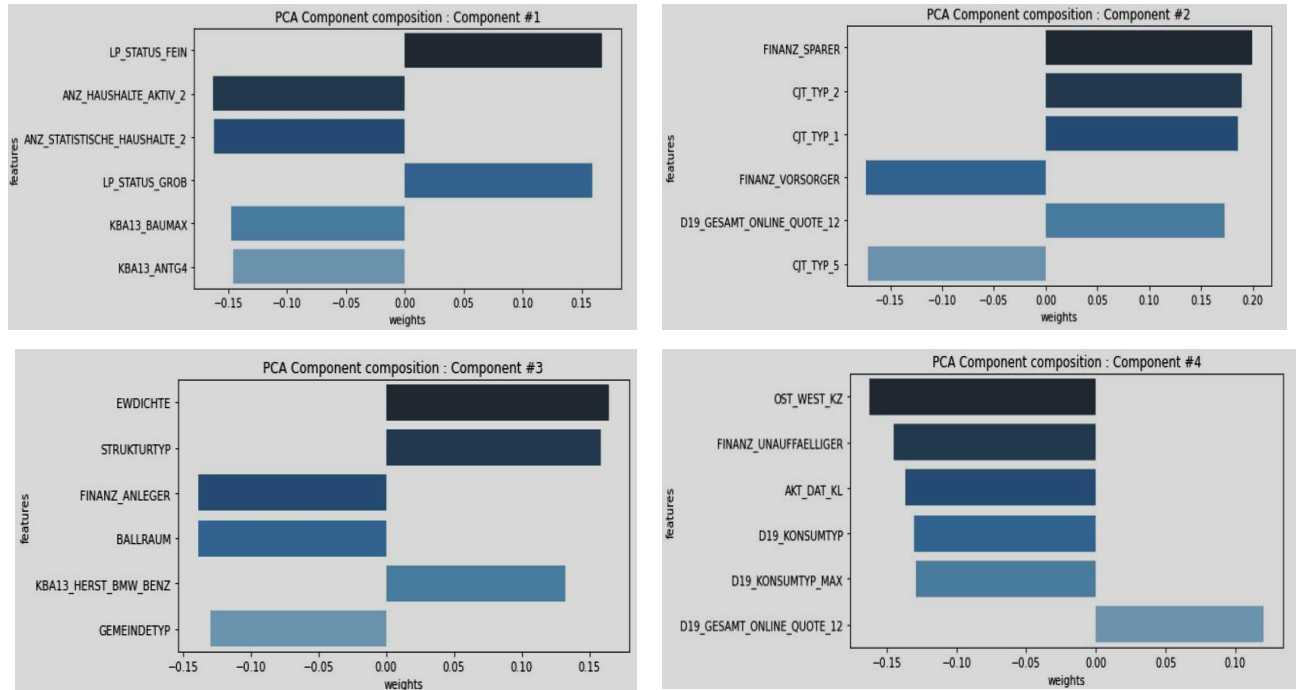 PCA Component composition : Component #1
features
LP_STATUS_FEIN
ANZ_HAUSHALTE_AKTIV_2
ANZ_STATISTISCHE_HAUSHALTE_2
LP_STATUS_GROB
KBA13_BAUMAX
KBA13_ANTG4
−0.15 −0.10 −0.05 0.00 0.05 0.10 0.15
weights
PCA Component composition : Component #2
features
FINANZ_SPARER
CJT_TYP_2
CJT_TYP_1
FINANZ_VORSORGER
D19_GESAMT_ONLINE_QUOTE_12
CJT_TYP_5
−0.15 −0.10 −0.05 0.00 0.05 0.10 0.15 0.20
weights
PCA Component composition : Component #3
features
EWDICHTE
STRUKTURTYP
FINANZ_ANLEGER
BALLRAUM
KBA13_HERST_BMW_BENZ
GEMEINDETYP
−0.15 −0.10 −0.05 0.00 0.05 0.10 0.15
weights
PCA Component composition : Component #4
features
OST_WEST_KZ
FINANZ_UNAUFFAELLIGER
AKT_DAT_KL
D19_KONSUMTYP
D19_KONSUMTYP_MAX
D19_GESAMT_ONLINE_QUOTE_12
−0.15 −0.10 −0.05 0.00 0.05 0.10
weights